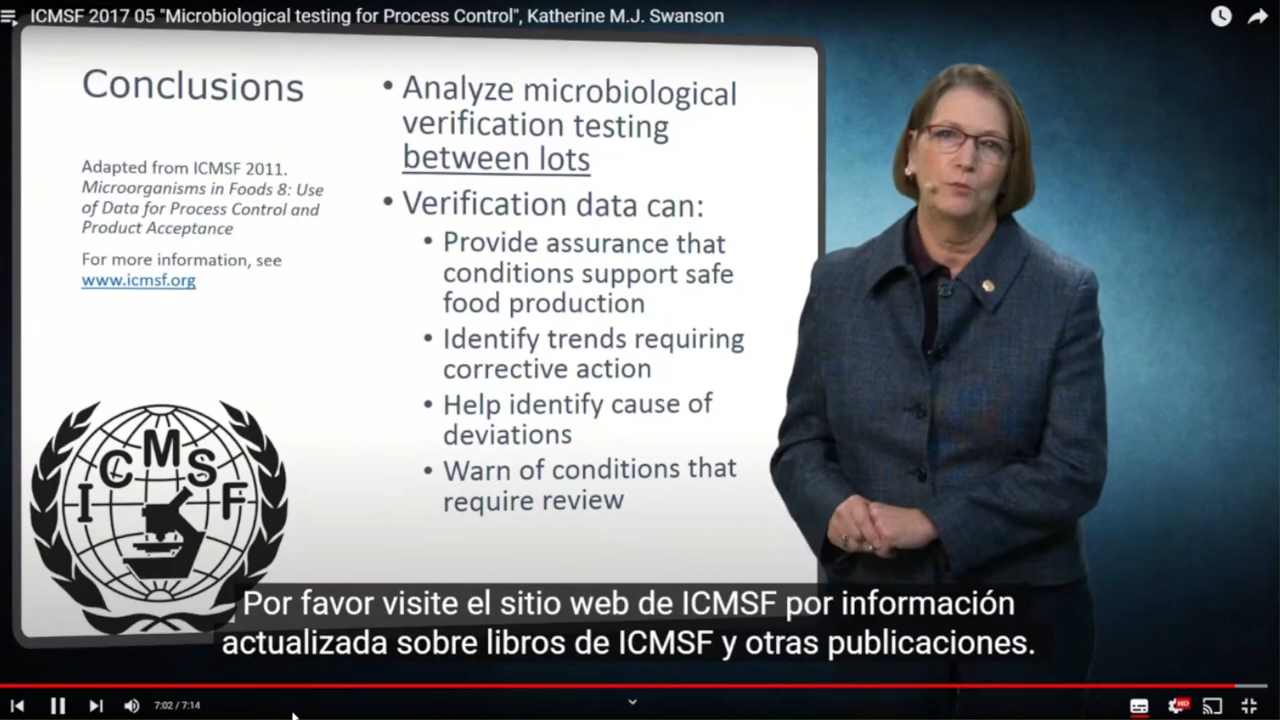 ICMSF 2017 05 "Microbiological testing for Process Control", Katherine M.J. Swanson
Conclusions
Adapted from ICMSF 2011.
Microorganisms in Foods 8: Use
of Data for Process Control and
Product Acceptance
For more information, see
www.icmsf.org
• Analyze microbiological
verification testing
between lots
• Verification data can:
• Provide assurance that
conditions support safe
food production
• Identify trends requiring
corrective action
• Help identify cause of
deviations
• Warn of conditions that
require review
ICMSF
Por favor visite el sitio web de ICMSF por información
actualizada sobre libros de ICMSF y otras publicaciones.
7:02 / 7:14
HD